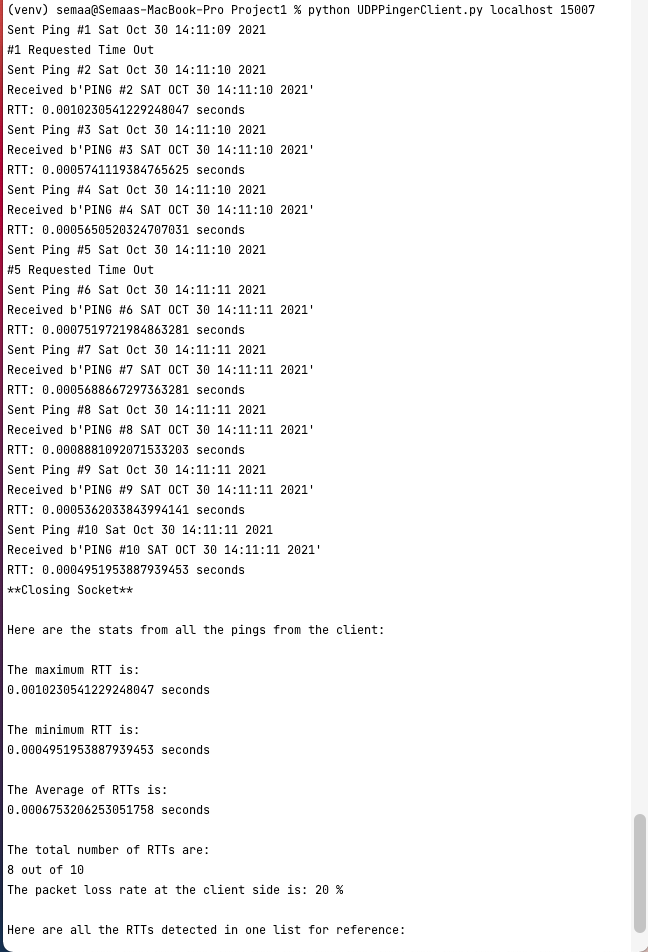 (venv) semaa@Semaas-MacBook-Pro Project1 % python UDPPingerClient.py localhost 15007
Sent Ping #1 Sat Oct 30 14:11:09 2021
#1 Requested Time Out
Sent Ping #2 Sat Oct 30 14:11:10 2021
Received b'PING #2 SAT OCT 30 14:11:10 2021'
RTT: 0.0010230541229248047 seconds
Sent Ping #3 Sat Oct 30 14:11:10 2021
Received b'PING #3 SAT OCT 30 14:11:10 2021'
RTT: 0.0005741119384765625 seconds
Sent Ping #4 Sat Oct 30 14:11:10 2021
Received b'PING #4 SAT OCT 30 14:11:10 2021'
RTT: 0.0005650520324707031 seconds
Sent Ping #5 Sat Oct 30 14:11:10 2021
#5 Requested Time Out
Sent Ping #6 Sat Oct 30 14:11:11 2021
Received b'PING #6 SAT OCT 30 14:11:11 2021'
RTT: 0.0007519721984863281 seconds
Sent Ping #7 Sat Oct 30 14:11:11 2021
Received b'PING #7 SAT OCT 30 14:11:11 2021'
RTT: 0.0005688667297363281 seconds
Sent Ping #8 Sat Oct 30 14:11:11 2021
Received b'PING #8 SAT OCT 30 14:11:11 2021'
RTT: 0.0008881092071533203 seconds
Sent Ping #9 Sat Oct 30 14:11:11 2021
Received b'PING #9 SAT OCT 30 14:11:11 2021'
RTT: 0.0005362033843994141 seconds
Sent Ping #10 Sat Oct 30 14:11:11 2021
Received b'PING #10 SAT OCT 30 14:11:11 2021'
RTT: 0.0004951953887939453 seconds
**Closing Socket**
Here are the stats from all the pings from the client:
The maximum RTT is:
0.0010230541229248047 seconds
The minimum RTT is:
0.0004951953887939453 seconds
The Average of RTTs is:
0.0006753206253051758 seconds
The total number of RTTs are:
8 out of 10
The packet loss rate at the client side is: 20 %
Here are all the RTTs detected in one list for reference: